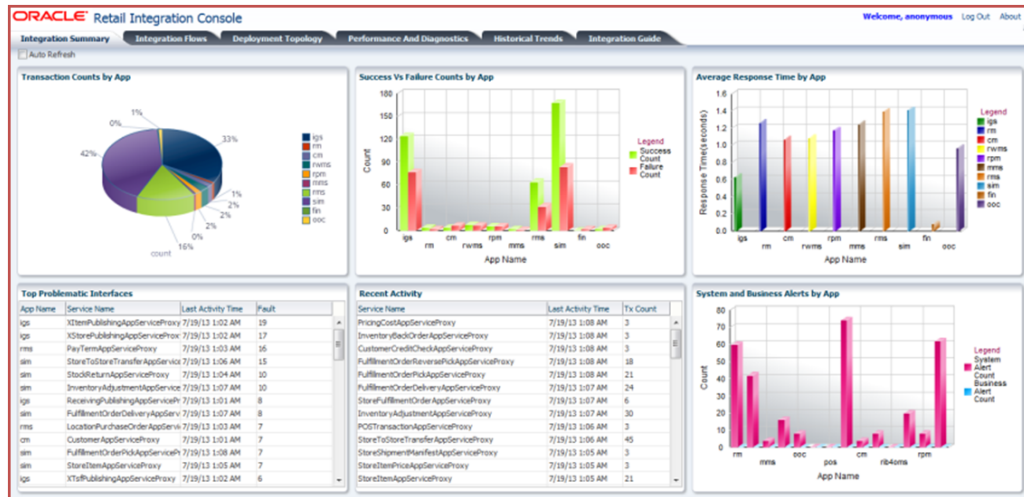 ORACLE® Retail Integration Console
Welcome, anonymous Log Out About
Integration Summary Integration Flows Deployment Topology Performance And Diagnostics Historical Trends Integration Guide
Auto Refresh
Transaction Counts by App
1%
0%
33%
42%
1%
2%
2%
0%
16%
count
igs
rm
cm
rwms
rpm
mms
rms
sim
fin
ooc
Success Vs Failure Counts by App
180
150
120
90
60
30
0
Count
igs rm cm rwms rpm mms rms sim fin ooc
App Name
Legend
Success Count
Failure Count
Average Response Time by App
1.6
1.4
1.2
1.0
0.8
0.6
0.4
0.2
0.0
Response Time(seconds)
igs rm cm rwms rpm mms rms sim fin ooc
App Name
Legend
igs
rm
cm
rwms
rpm
mms
rms
sim
fin
ooc
Top Problematic Interfaces
App Name Service Name Last Activity Time Fault
igs XItemPublishingAppServiceProxy 7/19/13 1:02 AM 19
igs XStorePublishingAppServiceProxy 7/19/13 1:02 AM 17
rms PayTermAppServiceProxy 7/19/13 1:03 AM 16
sim StoreToStoreTransferAppService 7/19/13 1:06 AM 15
sim StockReturnAppServiceProxy 7/19/13 1:04 AM 10
sim InventoryAdjustmentAppService 7/19/13 1:07 AM 10
igs ReceivingPublishingAppServiceP 7/19/13 1:01 AM 8
sim FulfillmentOrderDeliveryAppServi 7/19/13 1:07 AM 8
rms LocationPurchaseOrderAppServi 7/19/13 1:03 AM 7
cm CustomerAppServiceProxy 7/19/13 1:01 AM 7
sim FulfillmentOrderPickAppServiceP 7/19/13 1:08 AM 7
sim StoreItemAppServiceProxy 7/19/13 1:05 AM 7
igs XTsfPublishingAppServiceProxy 7/19/13 1:02 AM 6
Recent Activity
Service Name Last Activity Time Tx Count
PricingCostAppServiceProxy 7/19/13 1:08 AM 3
InventoryBackOrderAppServiceProxy 7/19/13 1:08 AM 3
CustomerCreditCheckAppServiceProxy 7/19/13 1:08 AM 3
FulfillmentOrderReversePickAppServiceProxy 7/19/13 1:08 AM 18
FulfillmentOrderPickAppServiceProxy 7/19/13 1:08 AM 21
FulfillmentOrderDeliveryAppServiceProxy 7/19/13 1:07 AM 24
StoreFulfillmentOrderAppServiceProxy 7/19/13 1:07 AM 6
InventoryAdjustmentAppServiceProxy 7/19/13 1:07 AM 30
POSTransactionAppServiceProxy 7/19/13 1:06 AM 3
StoreToStoreTransferAppServiceProxy 7/19/13 1:06 AM 45
StoreShipmentManifestAppServiceProxy 7/19/13 1:05 AM 3
StoreItemPriceAppServiceProxy 7/19/13 1:05 AM 3
StoreItemAppServiceProxy 7/19/13 1:05 AM 21
System and Business Alerts by App
80
70
60
50
40
30
20
10
0
Count
rm mms ooc pos cm rib4oms rpm
App Name
Legend
System
Alert
Count
Business
Alert
Count